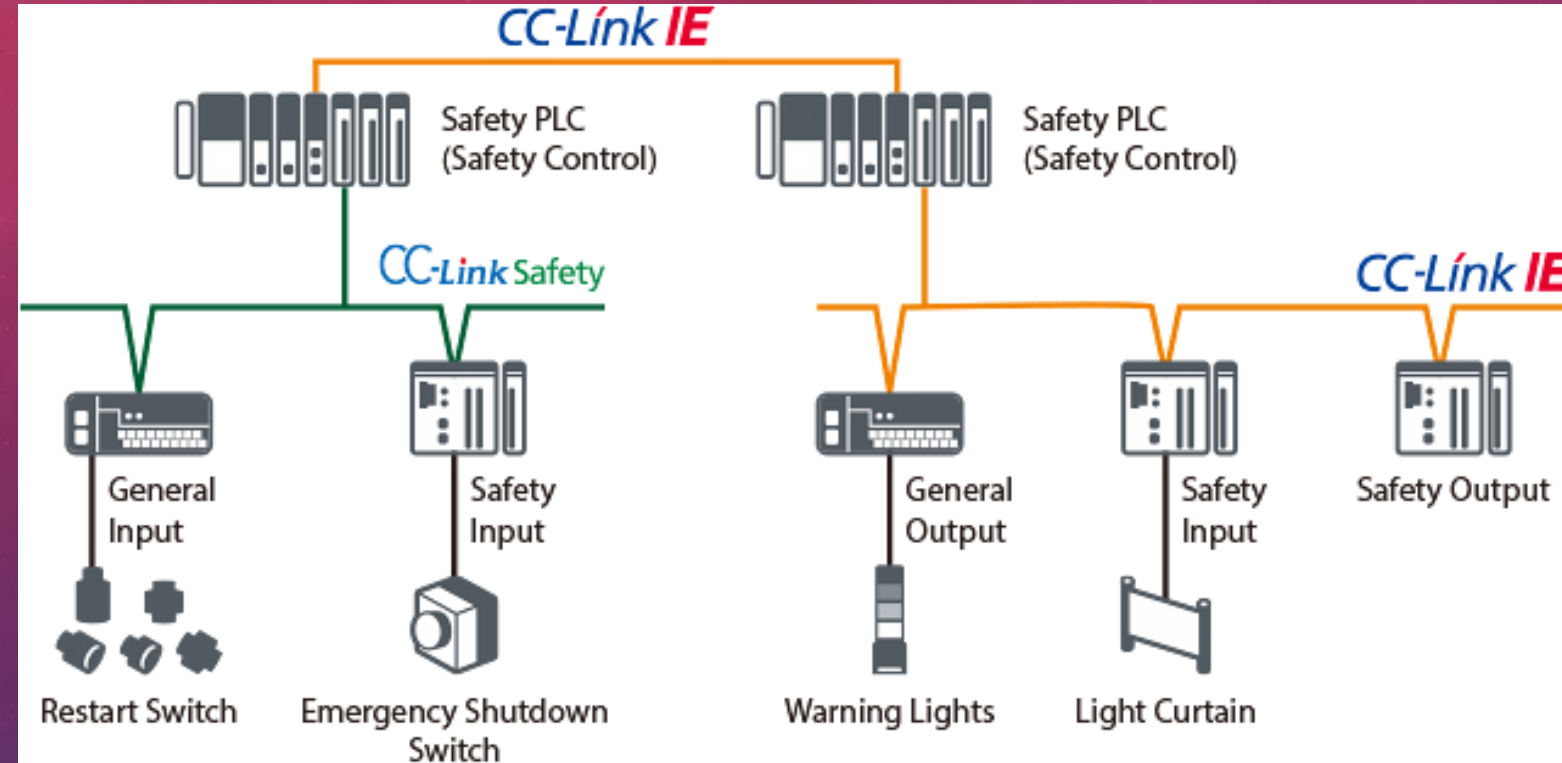 CC-Link IE
Safety PLC
(Safety Control)
Safety PLC
(Safety Control)
CC-Link Safety
CC-Link IE
General
Input
Safety
Input
General
Output
Safety
Input
Safety Output
Restart Switch
Emergency Shutdown
Switch
Warning Lights
Light Curtain